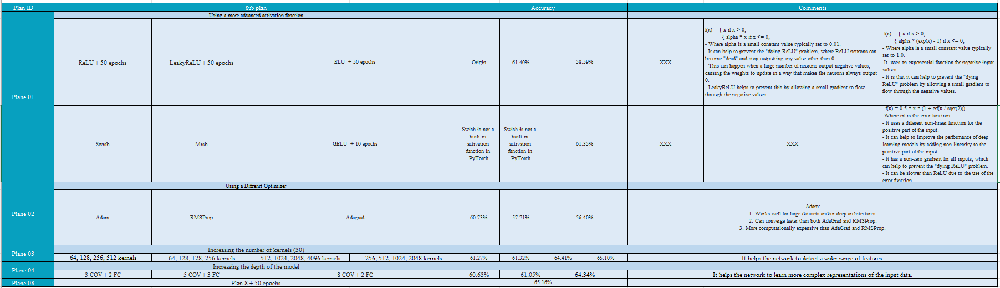 Plan ID
Sub plan
Accuracy
Comments
Plane 01
Using a more advanced activation function
ReLU + 50 epochs
LeakyReLU + 50 epochs
ELU + 50 epochs
Origin
61.40%
58.59%
XXX
f(x) = { x if x > 0,
{ alpha * x if x <= 0,
- Where alpha is a small constant value typically set to 0.01.
- It can help to prevent the "dying ReLU" problem, where ReLU neurons can
become "dead" and stop outputting any value other than 0.
- This can happen when a large number of neurons output negative values,
causing the weights to update in a way that makes the neurons always output
0.
- LeakyReLU helps to prevent this by allowing a small gradient to flow
through the negative values.
f(x) = { x if x > 0,
{ alpha * (exp(x) - 1) if x <= 0,
- Where alpha is a small constant value typically
set to 1.0.
-It uses an exponential function for negative input
values.
- It is that it can help to prevent the "dying
ReLU" problem by allowing a small gradient to
flow through the negative values.
Swish
Mish
GELU + 10 epochs
Swish is not a
built-in
activation
function in
PyTorch
Swish is not a
built-in
activation
function in
PyTorch
61.35%
XXX
XXX
f(x) = 0.5 * x * (1 + erf(x / sqrt(2)))
-Where erf is the error function.
- It uses a different non-linear function for the
positive part of the input.
- It can help to improve the performance of deep
learning models by adding non-linearity to the
positive part of the input.
- It has a non-zero gradient for all inputs, which
can help to prevent the "dying ReLU" problem.
- It can be slower than ReLU due to the use of the
error function
Plane 02
Using a Diffenrt Optimizer
Adam
RMSProp
Adagrad
60.73%
57.71%
56.40%
Adam:
1. Works well for large datasets and/or deep architectures.
2. Can converge faster than both AdaGrad and RMSProp.
3. More computationally expensive than AdaGrad and RMSProp.
Plane 03
Increasing the number of kernels (30)
64, 128, 256, 512 kernels
64, 128, 128, 256 kernels
512, 1024, 2048, 4096 kernels
256, 512, 1024, 2048 kernels
61.27%
61.32%
64.41%
65.10%
It helps the network to detect a wider range of features.
Plane 04
Increasing the depth of the model
3 COV + 2 FC
5 COV + 3 FC
8 COV + 2 FC
60.63%
61.05%
64.34%
It helps the network to learn more complex representations of the input data.
Plane 08
Plan 8 + 50 epochs
65.16%